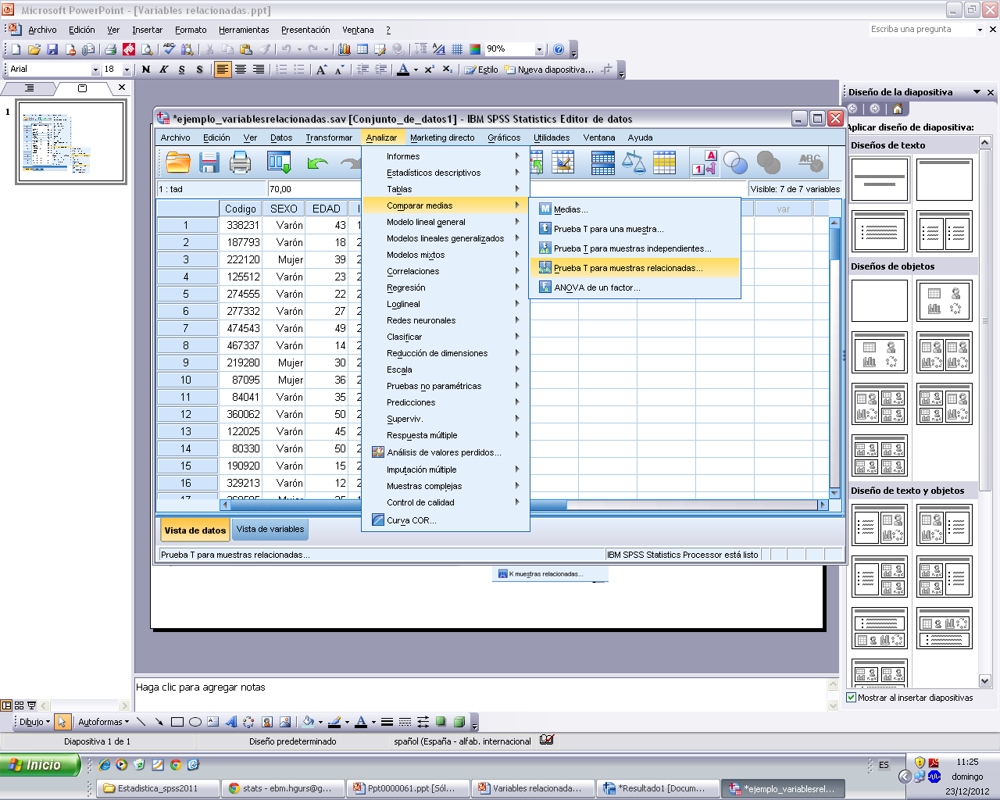 Microsoft PowerPoint - [Variables relacionadas.ppt]
Archivo Edición Ver Insertar Formato Herramientas Presentación Ventana ?
Escriba una pregunta
90%
Arial 18 N K S S Estilo Nueva diapositiva...
1
Diseño de la diapositiva
Aplicar diseño de diapositiva:
Diseños de texto
Diseños de objetos
Diseño de texto y objetos
Mostrar al insertar diapositivas
*ejemplo_variablesrelacionadas.sav [Conjunto_de_datos1] - IBM SPSS Statistics Editor de datos
Archivo Edición Ver Datos Transformar Analizar Marketing directo Gráficos Utilidades Ventana Ayuda
1 : tad 70,00 Visible: 7 de 7 variables
Codigo SEXO EDAD var
1 338231 Varón 43
2 187793 Varón 18
3 222120 Mujer 39
4 125512 Varón 23
5 274555 Varón 22
6 277332 Varón 27
7 474543 Varón 49
8 467337 Varón 14
9 219280 Mujer 30
10 87095 Mujer 36
11 84041 Varón 35
12 360062 Varón 50
13 122025 Varón 45
14 80330 Varón 50
15 190920 Varón 15
16 329213 Varón 12
Informes
Estadísticos descriptivos
Tablas
Comparar medias
Modelo lineal general
Modelos lineales generalizados
Modelos mixtos
Correlaciones
Regresión
Loglineal
Redes neuronales
Clasificar
Reducción de dimensiones
Escala
Pruebas no paramétricas
Predicciones
Superviv.
Respuesta múltiple
Análisis de valores perdidos...
Imputación múltiple
Muestras complejas
Control de calidad
Curva COR...
Medias...
Prueba T para una muestra...
Prueba T para muestras independientes...
Prueba T para muestras relacionadas...
ANOVA de un factor...
Vista de datos Vista de variables
Prueba T para muestras relacionadas... IBM SPSS Statistics Processor está listo
K muestras relacionadas...
Haga clic para agregar notas
Dibujo Autoformas
Diapositiva 1 de 1 Diseño predeterminado spañol (España - alfab. internacional
Inicio ES 11:25
domingo
23/12/2012
Estadistica_spss2011 stats - ebm.hgurs@g... Ppt0000061.ppt [Sól... Variables relacionada... *Resultado1 [Docum... *ejemplo_variablesrel...